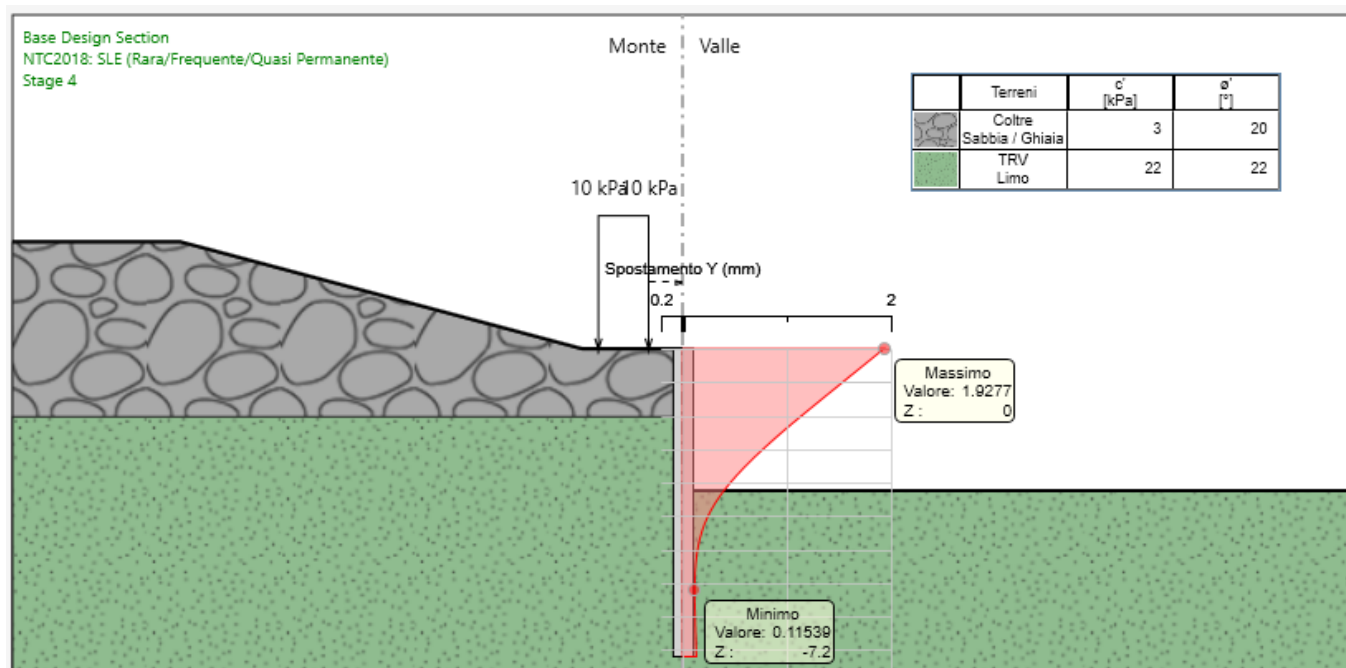 Base Design Section
NTC2018: SLE (Rara/Frequente/Quasi Permanente)
Stage 4
Monte
Valle
Terreni c' [kPa] ø' [°]
Coltre
Sabbia / Ghiaia 3 20
TRV
Limo 22 22
10 kPa 10 kPa
Spostamento Y (mm)
0.2 2
Massimo
Valore: 1.9277
Z : 0
Minimo
Valore: 0.11539
Z : -7.2